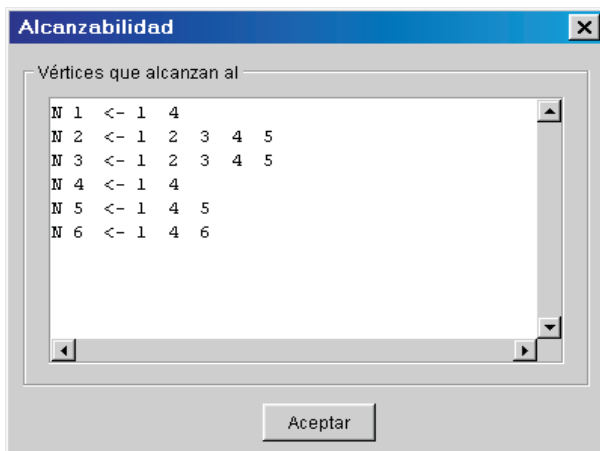 Alcanzabilidad
Vértices que alcanzan al
N 1 <- 1 4
N 2 <- 1 2 3 4 5
N 3 <- 1 2 3 4 5
N 4 <- 1 4
N 5 <- 1 4 5
N 6 <- 1 4 6
Aceptar